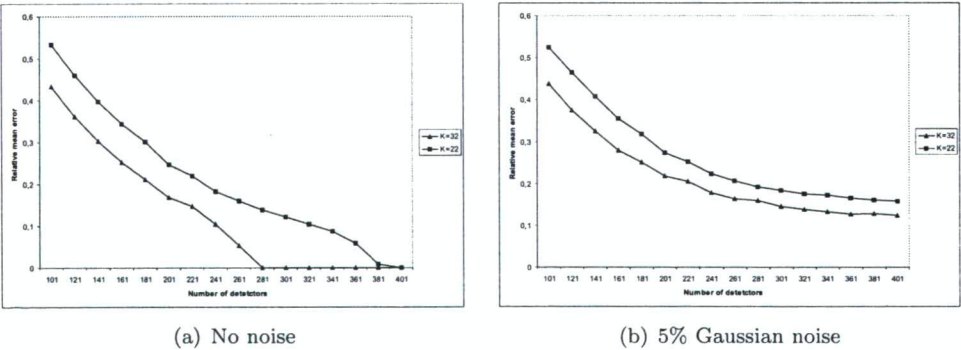 0,6
0,5
0,4
0,3
0,2
0,1
0
Relative mean error
101 121 141 161 181 201 221 241 261 281 301 321 341 361 381 401
Number of detetctors
K=32
K=22
(a) No noise
0,6
0,5
0,4
0,3
0,2
0,1
0
Relative mean error
101 121 141 161 181 201 221 241 261 281 301 321 341 361 381 401
Number of detetctors
K=32
K=22
(b) 5% Gaussian noise